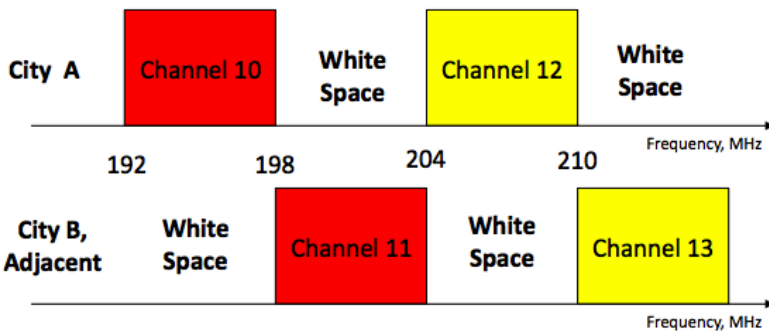 City A
Channel 10
White
Space
Channel 12
White
Space
Frequency, MHz
192
198
204
210
City B,
Adjacent
White
Space
Channel 11
White
Space
Channel 13
Frequency, MHz